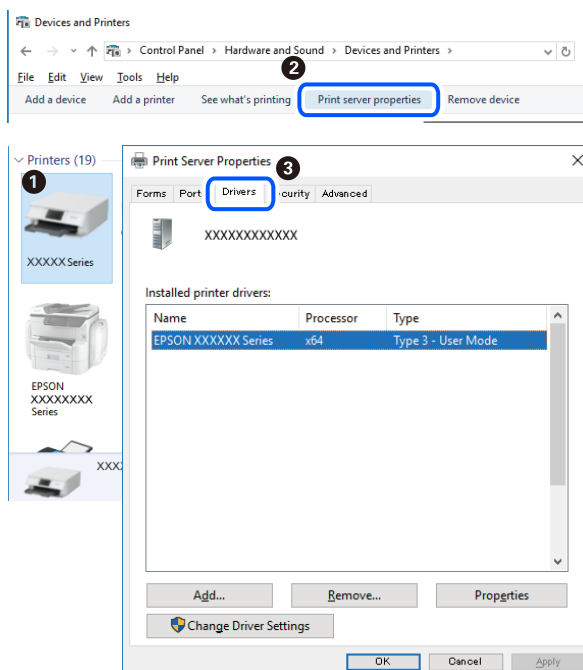 Devices and Printers
Control Panel > Hardware and Sound > Devices and Printers >
2
File Edit View Tools Help
Add a device Add a printer See what's printing Print server properties Remove device
Printers (19)
1
XXXXX Series
EPSON
XXXXXXXX
Series
XXX
Print Server Properties
3
Forms Port Drivers curity Advanced
XXXXXXXXXXXX
Installed printer drivers:
Name Processor Type
EPSON XXXXXX Series x64 Type 3 - User Mode
Add... Remove... Properties
Change Driver Settings
OK Cancel Apply